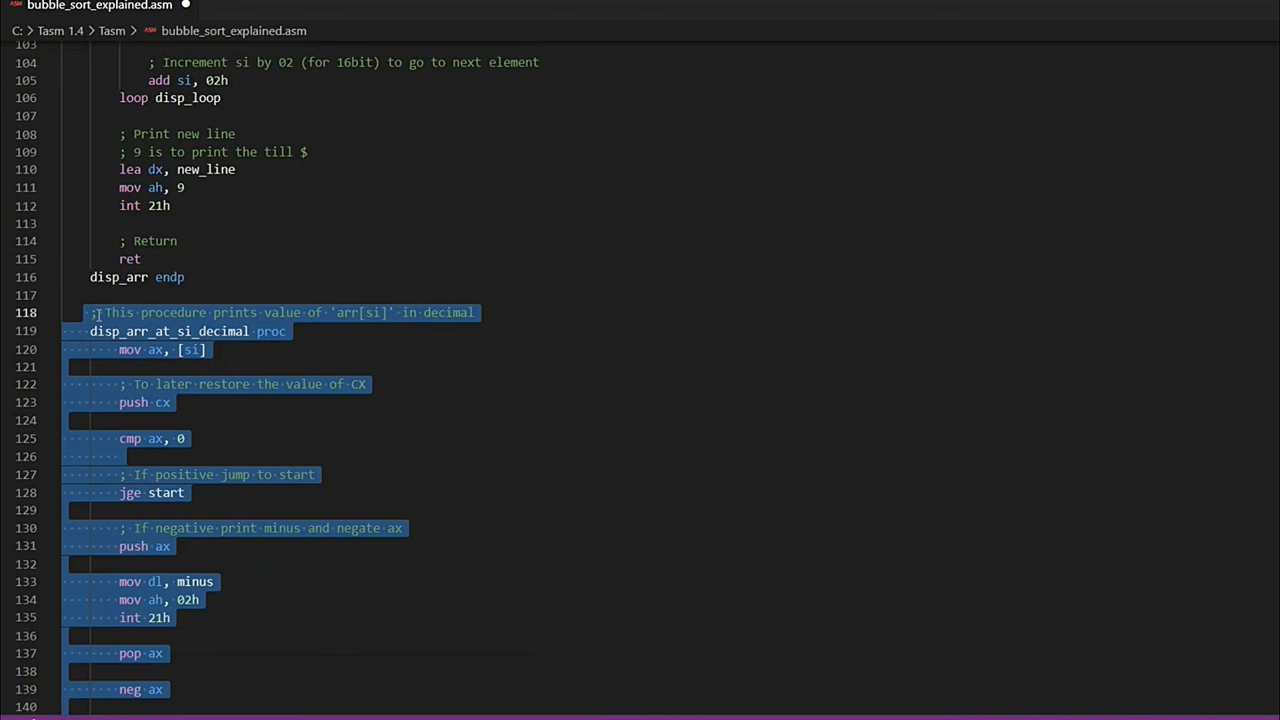 bubble_sort_explained.asm
C: > Tasm 1.4 > Tasm > bubble_sort_explained.asm
103
104 ; Increment si by 02 (for 16bit) to go to next element
105 add si, 02h
106 loop disp_loop
107
108 ; Print new line
109 ; 9 is to print the till $
110 lea dx, new_line
111 mov ah, 9
112 int 21h
113
114 ; Return
115 ret
116 disp_arr endp
117
118 ; This procedure prints value of 'arr[si]' in decimal
119 disp_arr_at_si_decimal proc
120 mov ax, [si]
121
122 ; To later restore the value of CX
123 push cx
124
125 cmp ax, 0
126
127 ; If positive jump to start
128 jge start
129
130 ; If negative print minus and negate ax
131 push ax
132
133 mov dl, minus
134 mov ah, 02h
135 int 21h
136
137 pop ax
138
139 neg ax
140